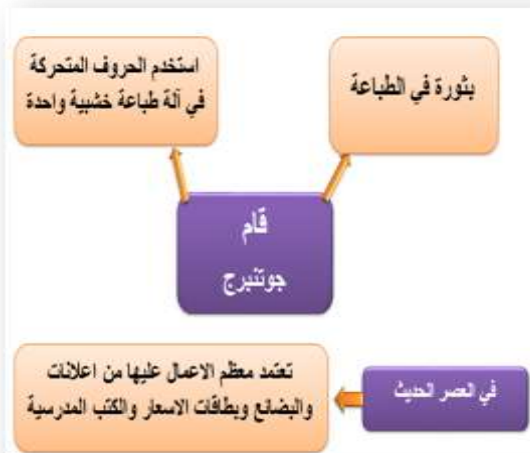 بثورة في الطباعة
استخدم الحروف المتحركة
في آلة طباعة خشبية واحدة
قام
جوتنبرج
في العصر الحديث
تعتمد معظم الاعمال عليها من اعلانات
والبضائع وبطاقات الاسعار والكتب المدرسية